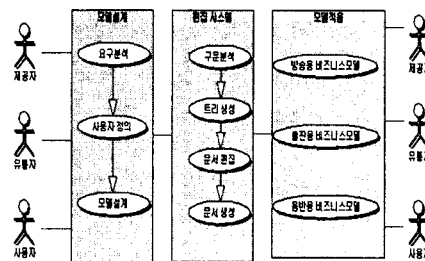 모델설계
편집 시스템
모델적용
제공자
유통자
사용자
요구분석
사용자 정의
모델설계
구문분석
트리 생성
문서 편집
문서 생성
방송용 비즈니스모델
출판용 비즈니스모델
음반용 비즈니스모델
제공자
유통자
사용자